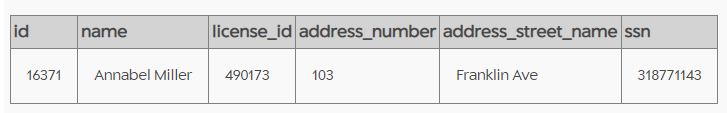 id name license_id address_number address_street_name ssn
16371 Annabel Miller 490173 103 Franklin Ave 318771143